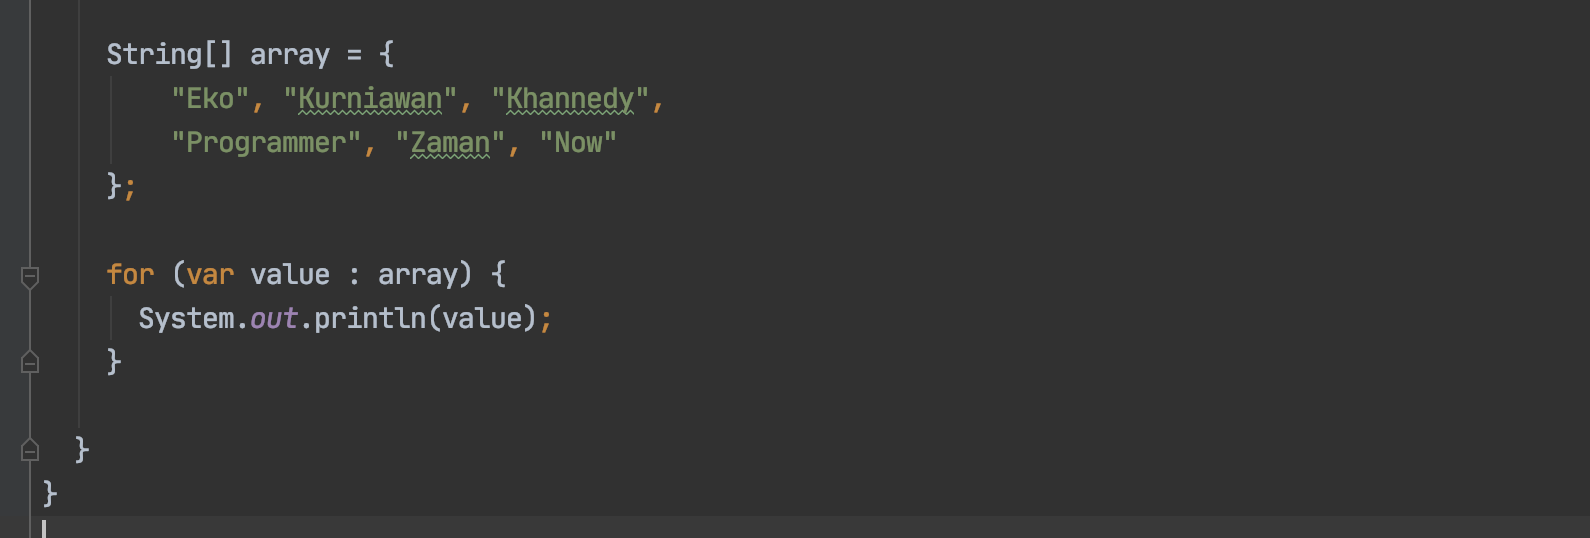 String[] array = {
"Eko", "Kurniawan", "Khannedy",
"Programmer", "Zaman", "Now"
};
for (var value : array) {
System.out.println(value);
}
}
}